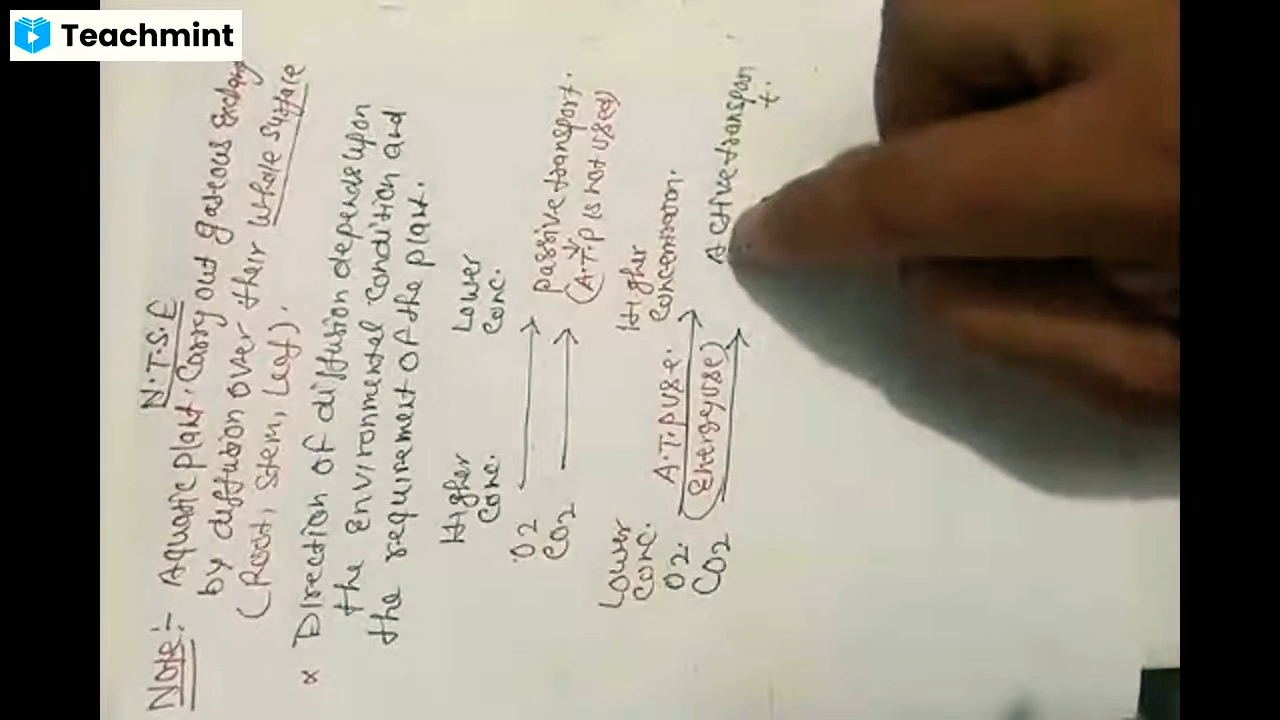 Teachmint
N.T.S.E
Note:- Aquatic plant. Carry out gaseous exchang
by diffusion over their whole surface
(Root, stem, leaf).
× Direction of diffusion depends upon
the environmental condition and
the requirement of the plant.
Higher conc. Lower conc.
O2 → passive transport.
CO2 → (A.T.P is not used)
Lower conc. Higher concentration.
O2. A.T.P use. →
CO2 (Energy use) → Active transport.